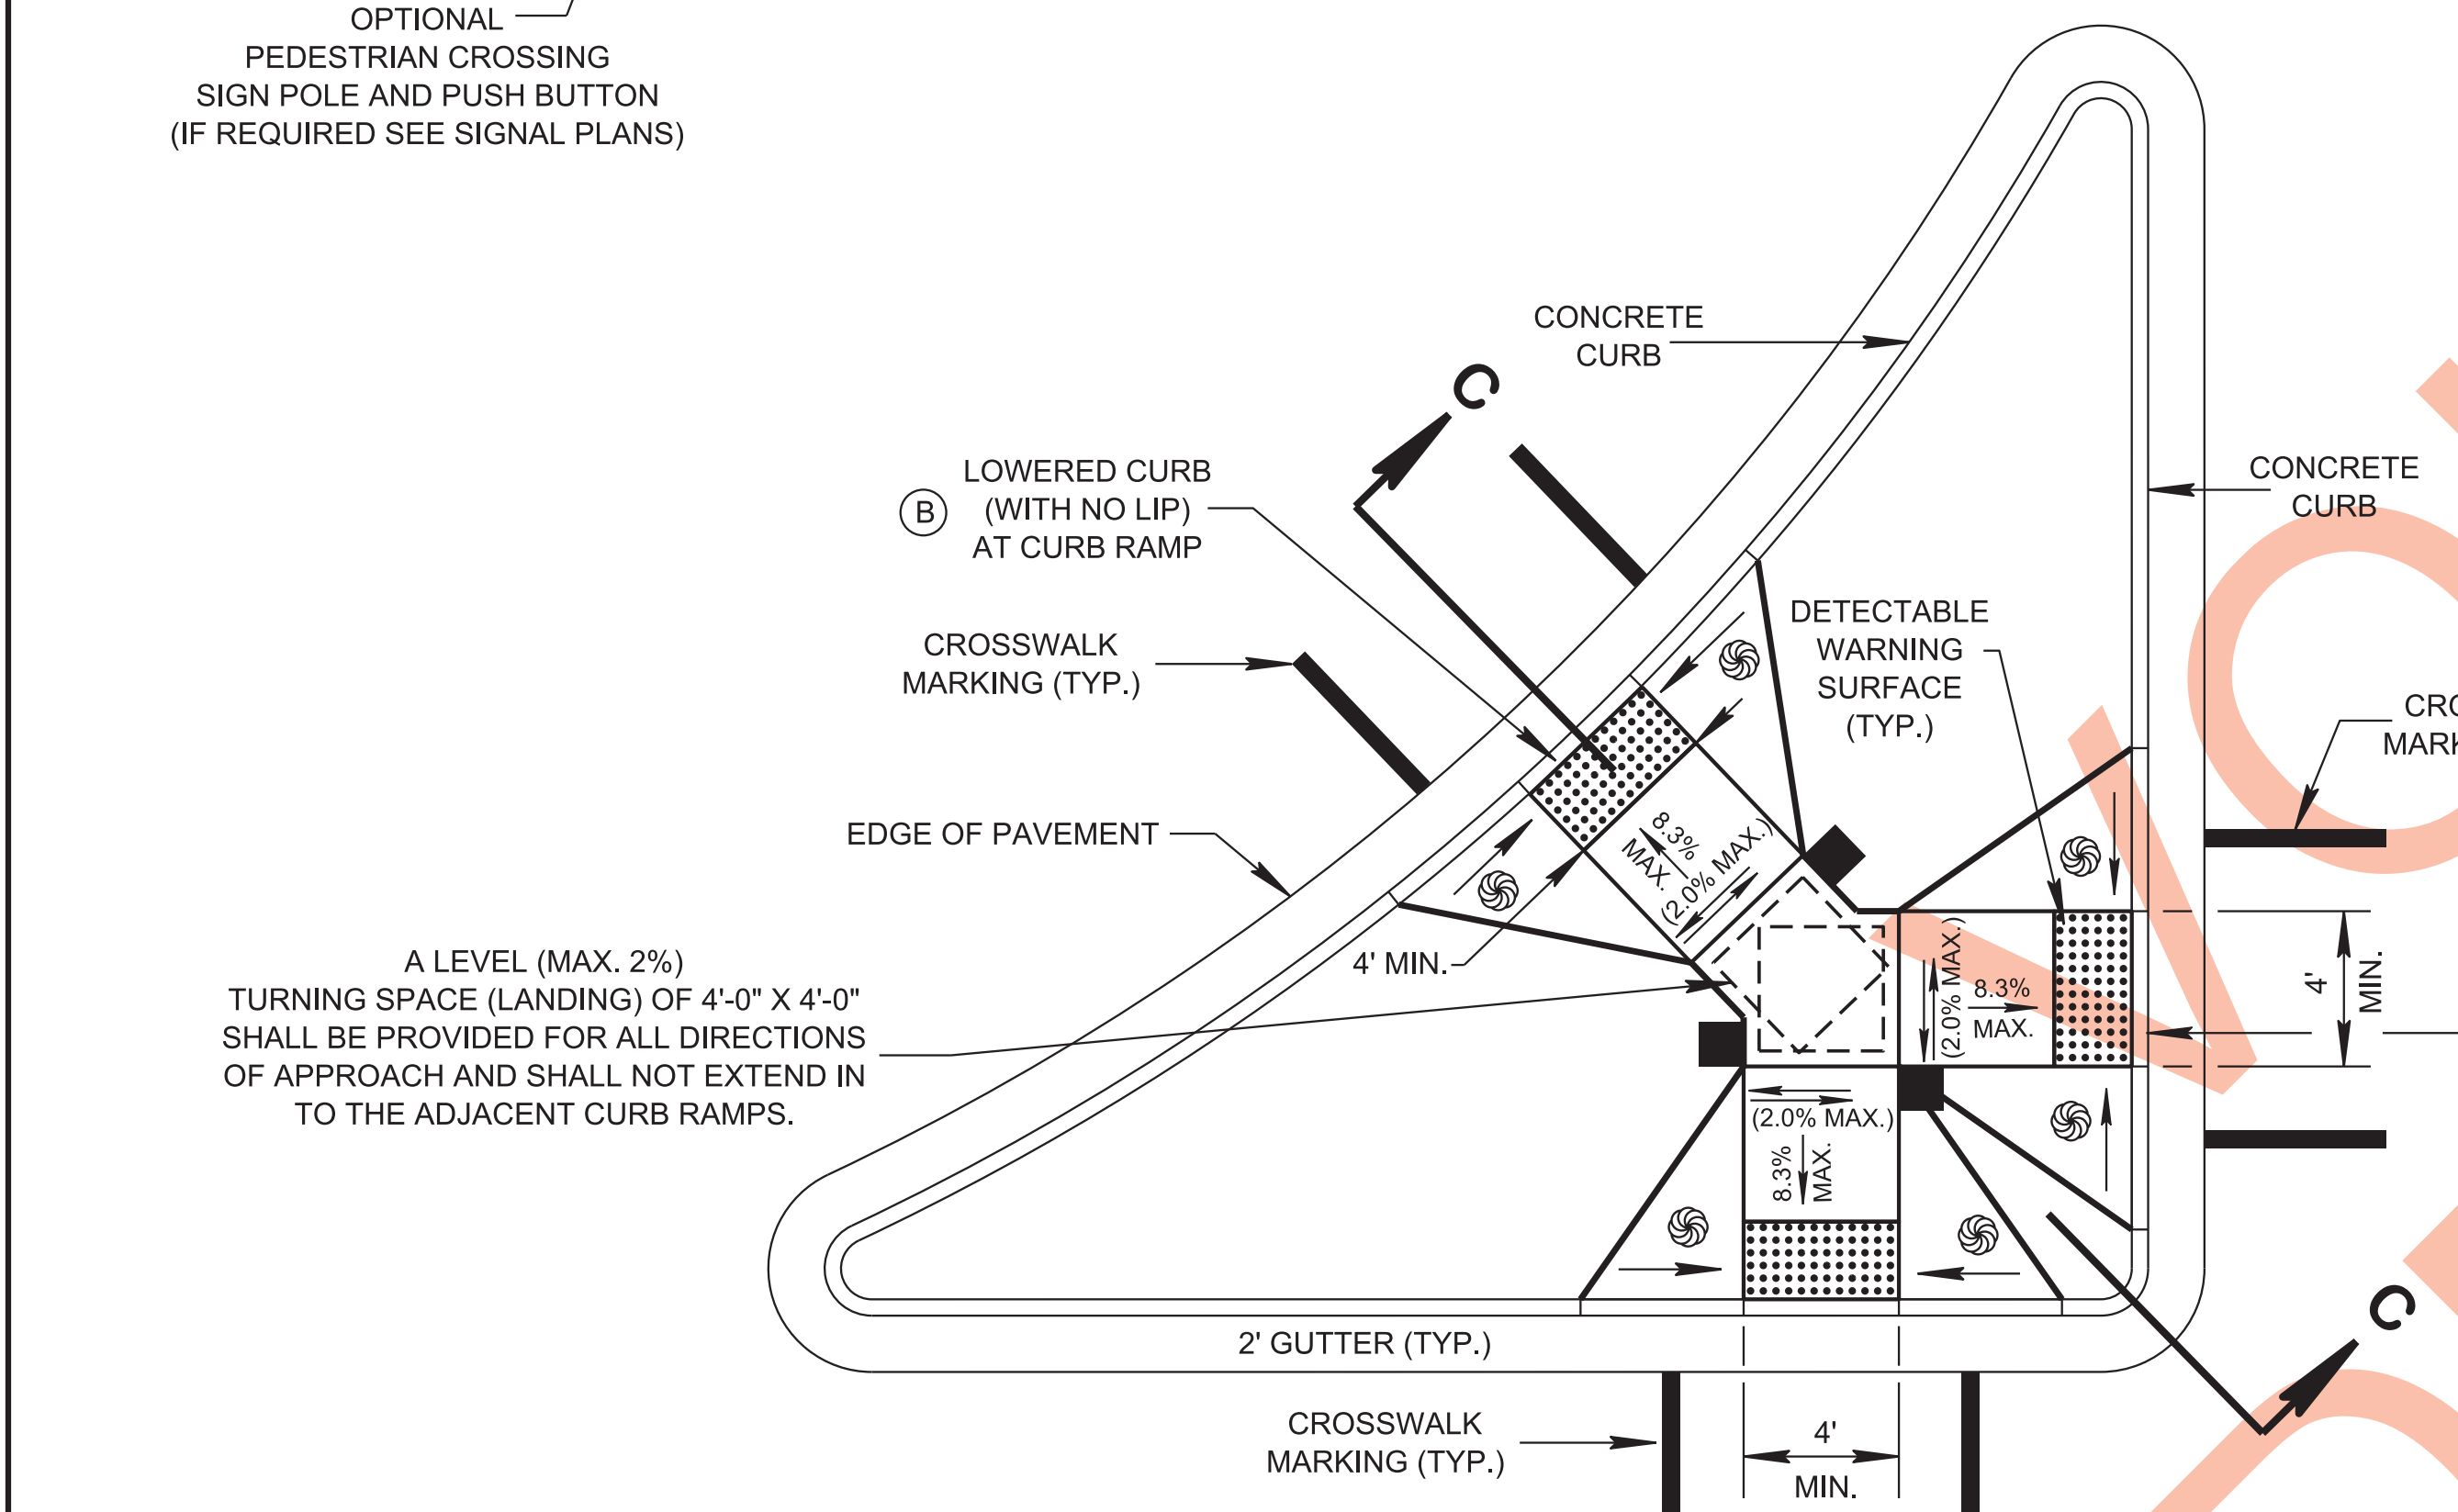 OPTIONAL
PEDESTRIAN CROSSING
SIGN POLE AND PUSH BUTTON
(IF REQUIRED SEE SIGNAL PLANS)
CONCRETE
CURB
C
CONCRETE
CURB
LOWERED CURB
(WITH NO LIP)
AT CURB RAMP
B
DETECTABLE
WARNING
SURFACE
(TYP.)
CROSSWALK
MARKING (TYP.)
CRO
MARK
EDGE OF PAVEMENT
8.3%
MAX.
(2.0% MAX.)
4' MIN.
A LEVEL (MAX. 2%)
TURNING SPACE (LANDING) OF 4'-0" X 4'-0"
SHALL BE PROVIDED FOR ALL DIRECTIONS
OF APPROACH AND SHALL NOT EXTEND IN
TO THE ADJACENT CURB RAMPS.
(2.0% MAX.)
8.3%
MAX.
4'
MIN.
(2.0% MAX.)
8.3%
MAX.
C
2' GUTTER (TYP.)
CROSSWALK
MARKING (TYP.)
4'
MIN.